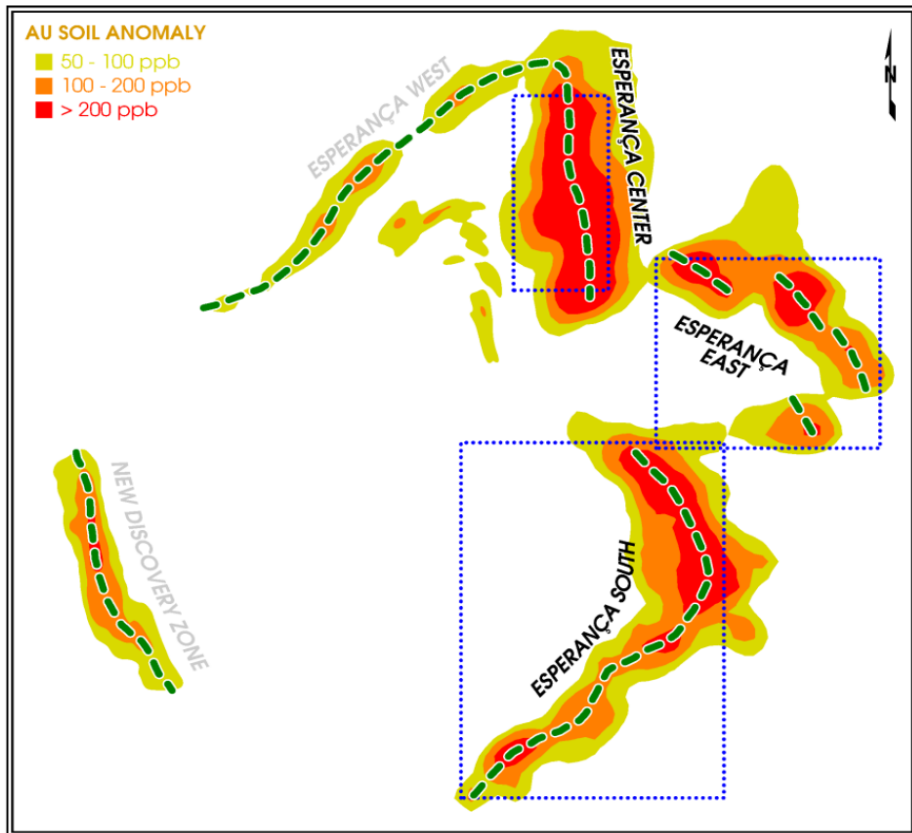 AU SOIL ANOMALY
50 - 100 ppb
100 - 200 ppb
> 200 ppb
N
ESPERANÇA WEST
ESPERANÇA CENTER
ESPERANÇA
EAST
ESPERANÇA SOUTH
NEW DISCOVERY ZONE